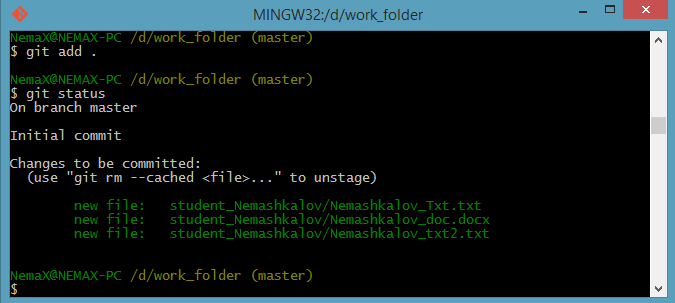 MINGW32:/d/work_folder
NemaX@NEMAX-PC /d/work_folder (master)
$ git add .
NemaX@NEMAX-PC /d/work_folder (master)
$ git status
On branch master
Initial commit
Changes to be committed:
  (use "git rm --cached <file>..." to unstage)
        new file:   student_Nemashkalov/Nemashkalov_Txt.txt
        new file:   student_Nemashkalov/Nemashkalov_doc.docx
        new file:   student_Nemashkalov/Nemashkalov_txt2.txt
NemaX@NEMAX-PC /d/work_folder (master)
$